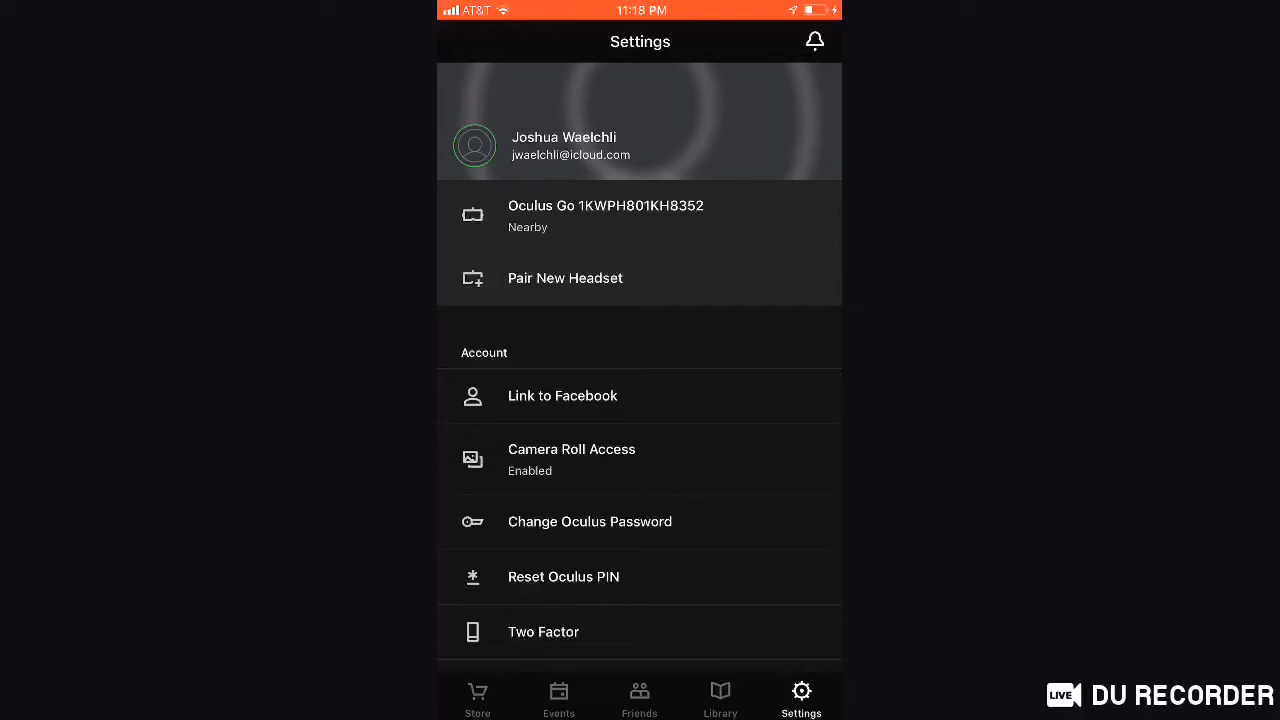 AT&T
11:18 PM
Settings
Joshua Waelchli
jwaelchli@icloud.com
Oculus Go 1KWPH801KH8352
Nearby
Pair New Headset
Account
Link to Facebook
Camera Roll Access
Enabled
Change Oculus Password
Reset Oculus PIN
Two Factor
Store
Events
Friends
Library
Settings
LIVE DU RECORDER